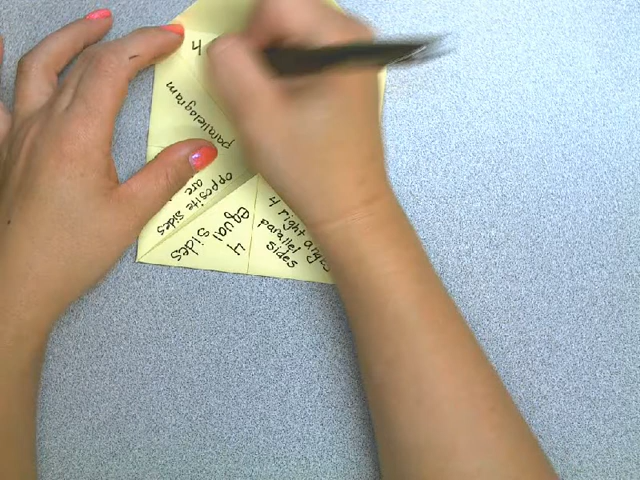 4
parallelogram
opposite sides
are
4
equal
sides
4 right angles
parallel
sides